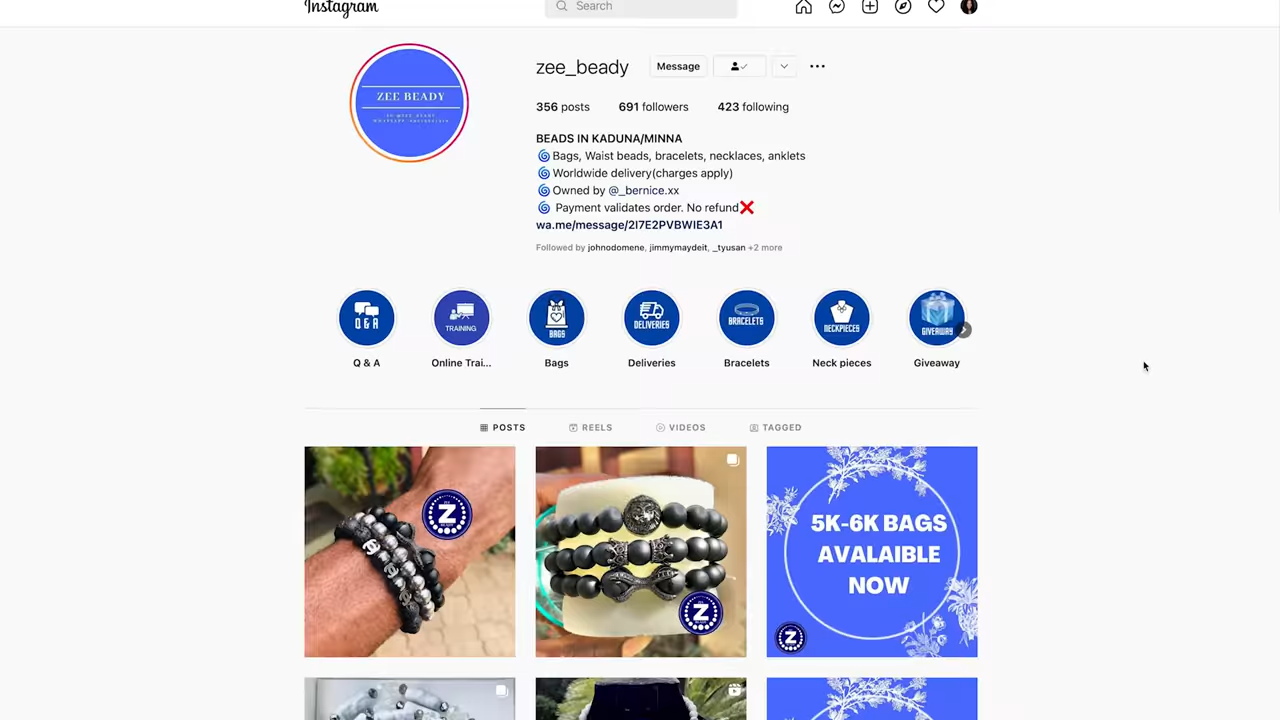 Instagram
Search
zee_beady
Message
356 posts
691 followers
423 following
BEADS IN KADUNA/MINNA
🌀Bags, Waist beads, bracelets, necklaces, anklets
🌀Worldwide delivery(charges apply)
🌀Owned by @_bernice.xx
🌀 Payment validates order. No refund❌
wa.me/message/2I7E2PVBWIE3A1
Followed by johnodomene, jimmymaydeit, _tyusan +2 more
ZEE BEADY
Q & A
TRAINING
BAGS
DELIVERIES
BRACELETS
NECKPIECES
GIVEAWAY
Q & A
Online Trai...
Bags
Deliveries
Bracelets
Neck pieces
Giveaway
POSTS
REELS
VIDEOS
TAGGED
Z
Z
5K-6K BAGS
AVALAIBLE
NOW
Z